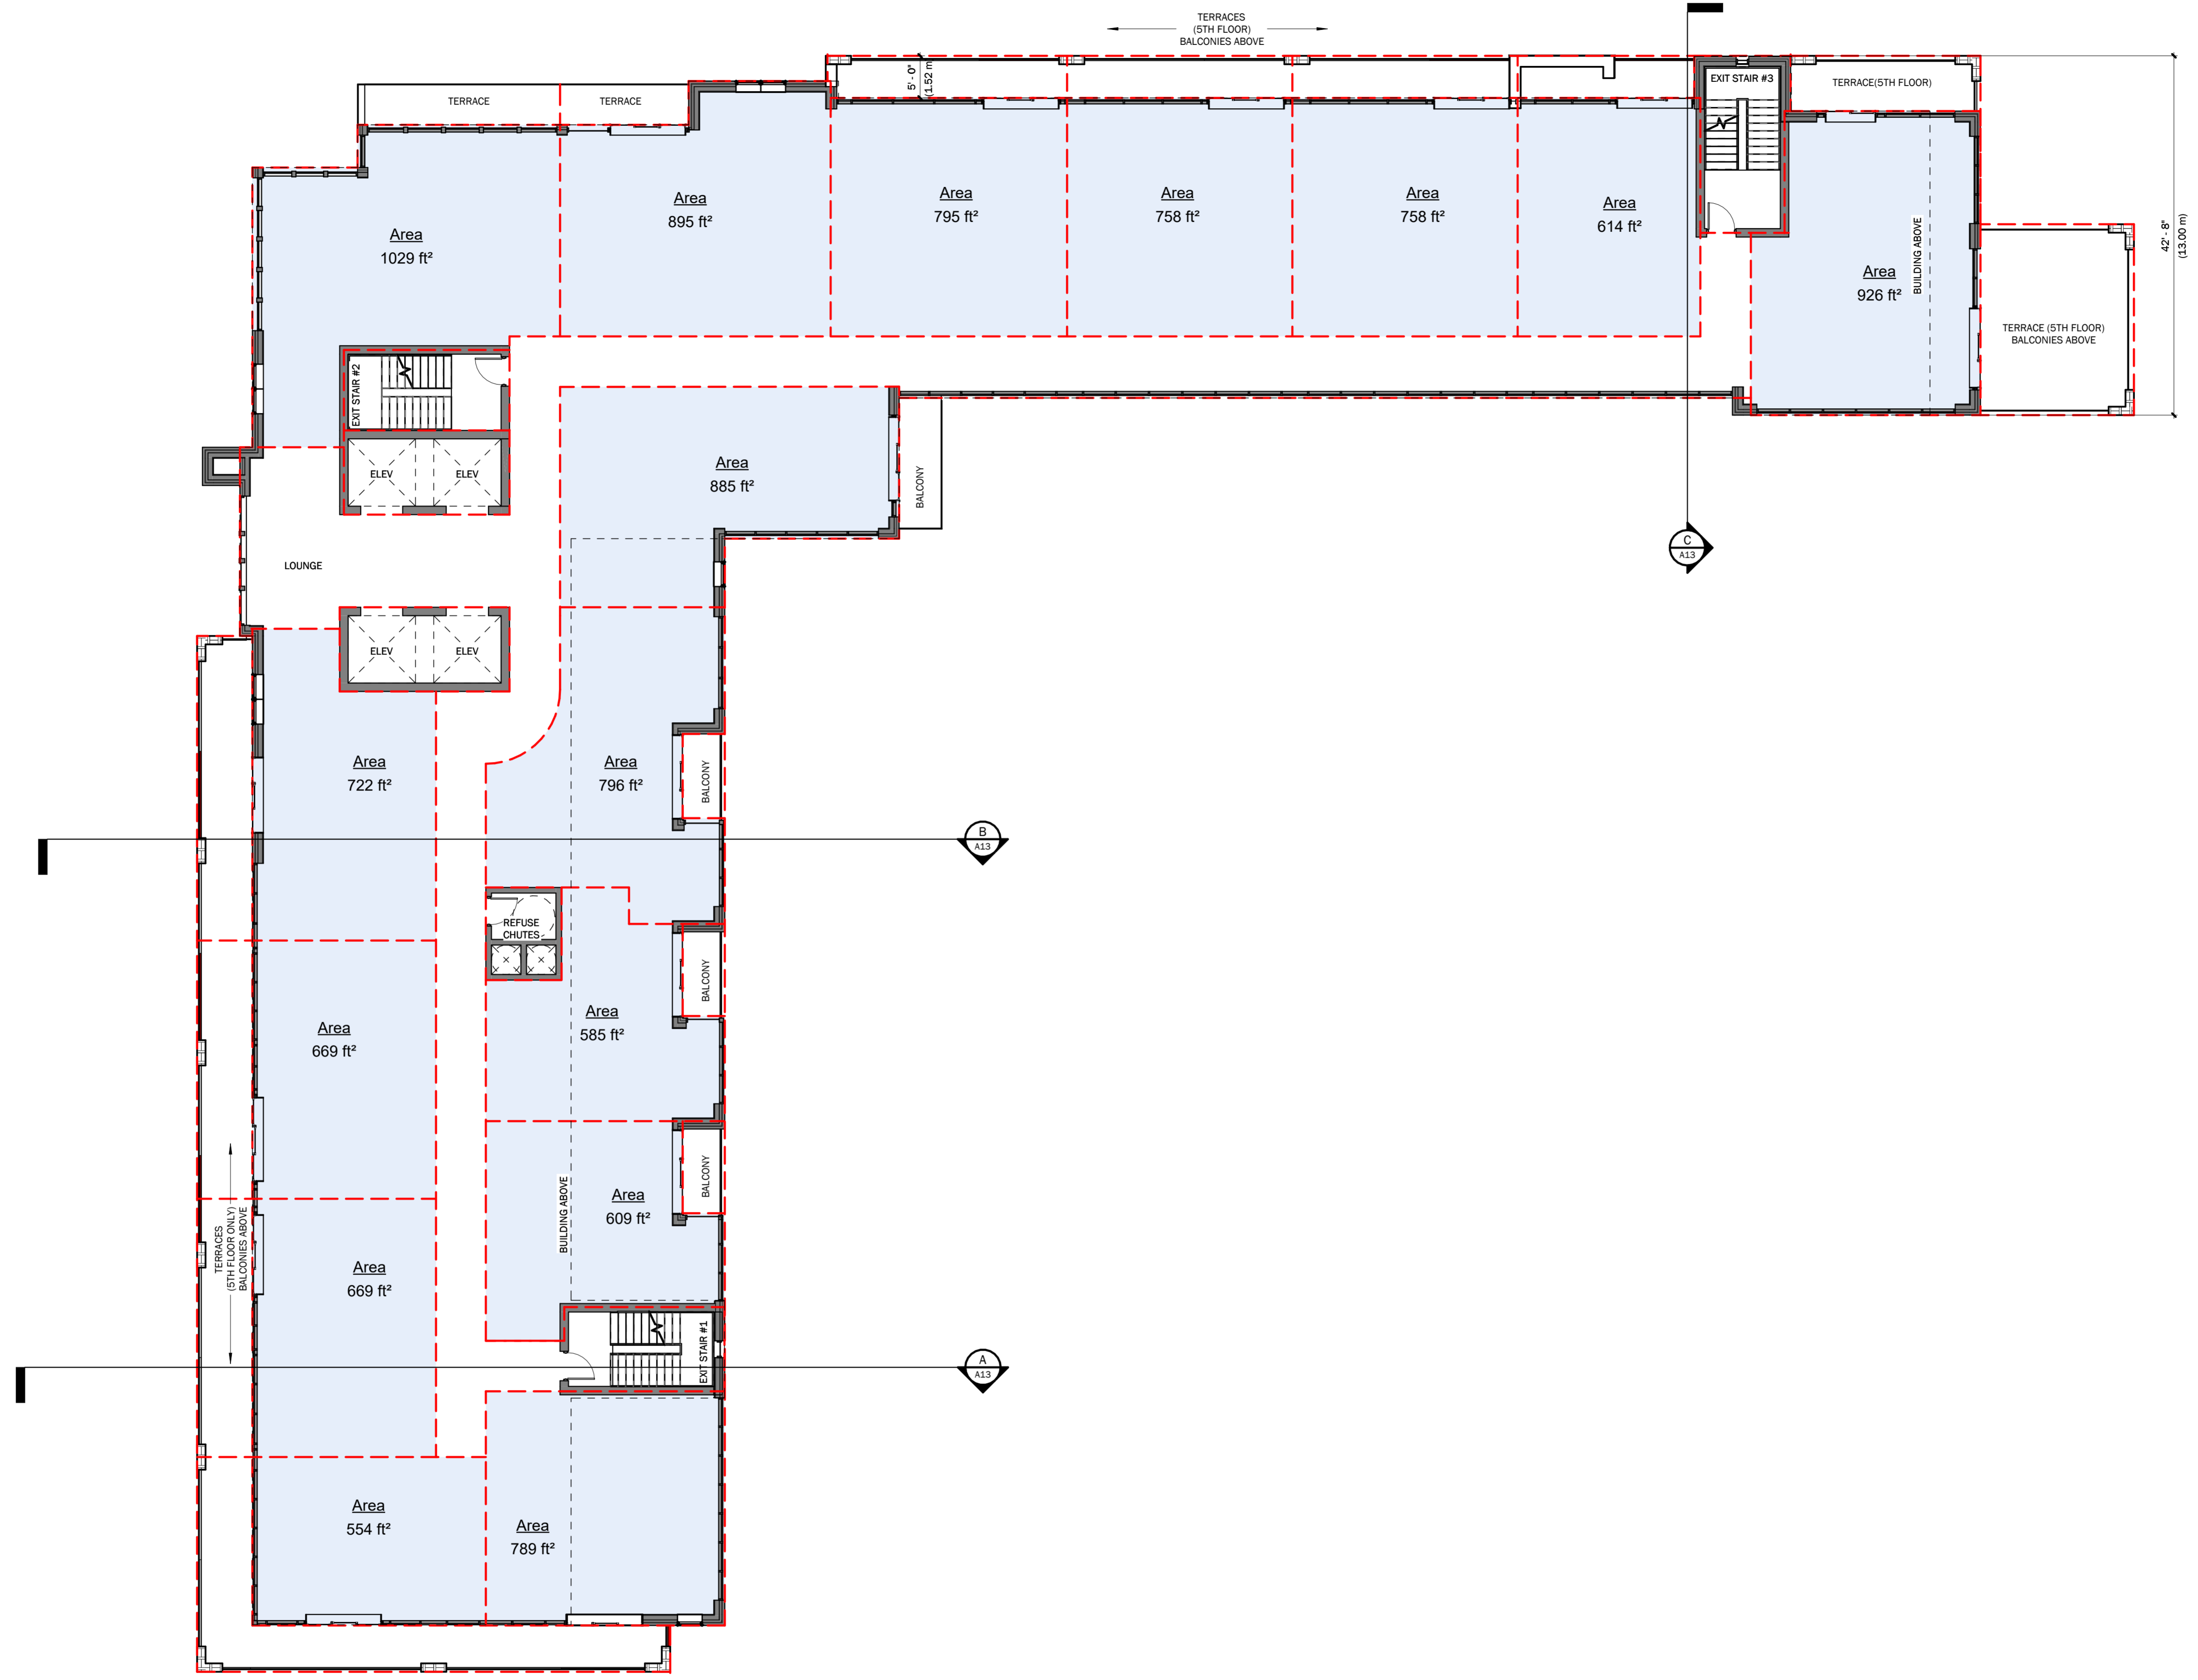 TERRACES
(5TH FLOOR)
BALCONIES ABOVE
5' - 0"
(1.52 m)
EXIT STAIR #3
TERRACE(5TH FLOOR)
TERRACE
TERRACE
Area
1029 ft²
Area
895 ft²
Area
795 ft²
Area
758 ft²
Area
758 ft²
Area
614 ft²
Area
926 ft²
BUILDING ABOVE
42' - 8"
(13.00 m)
TERRACE (5TH FLOOR)
BALCONIES ABOVE
EXIT STAIR #2
ELEV
ELEV
Area
885 ft²
BALCONY
C
A13
LOUNGE
ELEV
ELEV
Area
722 ft²
Area
796 ft²
BALCONY
B
A13
REFUSE
CHUTES
BALCONY
Area
669 ft²
Area
585 ft²
BALCONY
Area
609 ft²
BUILDING ABOVE
TERRACES
(5TH FLOOR ONLY)
BALCONIES ABOVE
Area
669 ft²
EXIT STAIR #1
A
A13
Area
554 ft²
Area
789 ft²